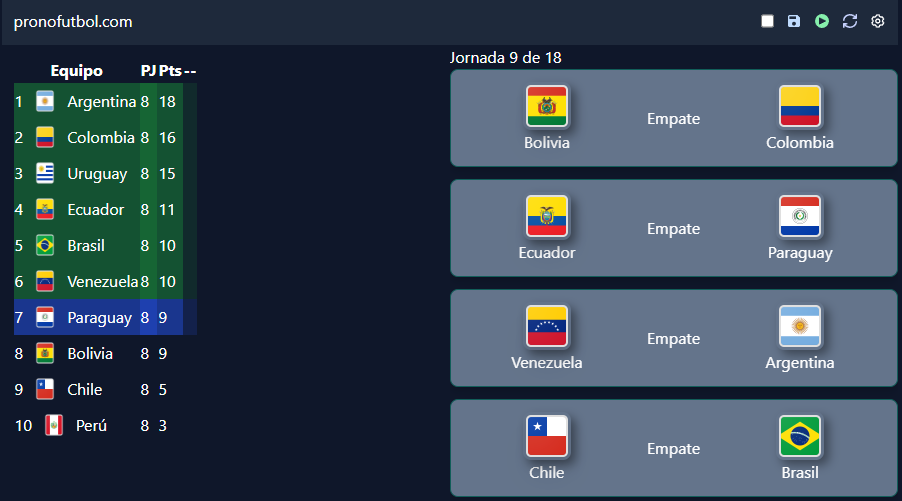 pronofutbol.com
Equipo PJ Pts --
1 Argentina 8 18
2 Colombia 8 16
3 Uruguay 8 15
4 Ecuador 8 11
5 Brasil 8 10
6 Venezuela 8 10
7 Paraguay 8 9
8 Bolivia 8 9
9 Chile 8 5
10 Perú 8 3
Jornada 9 de 18
Bolivia Empate Colombia
Ecuador Empate Paraguay
Venezuela Empate Argentina
Chile Empate Brasil